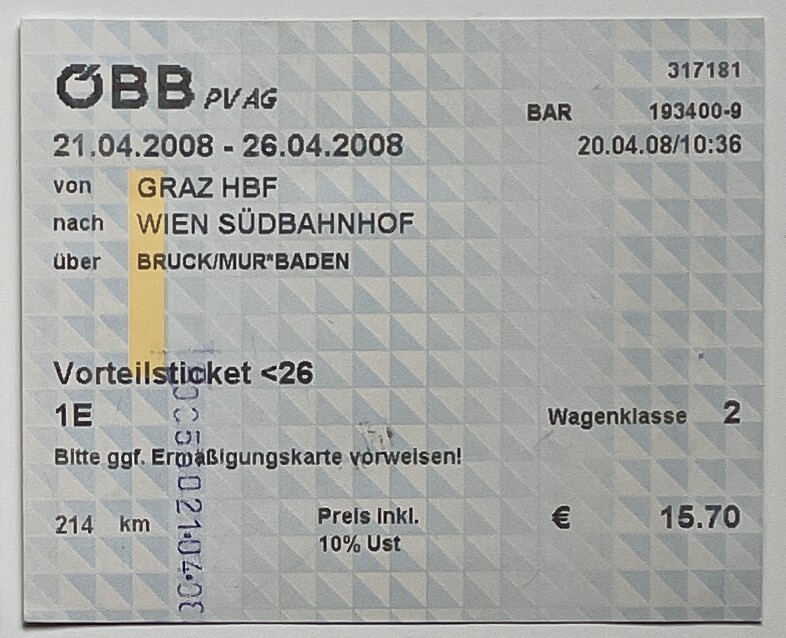 ÖBB PV AG
317181
BAR 193400-9
21.04.2008 - 26.04.2008
20.04.08/10:36
von GRAZ HBF
nach WIEN SÜDBAHNHOF
über BRUCK/MUR*BADEN
Vorteilsticket <26
1E
Wagenklasse 2
Bitte ggf. Ermäßigungskarte vorweisen!
214 km
Preis inkl.
10% Ust
€ 15.70